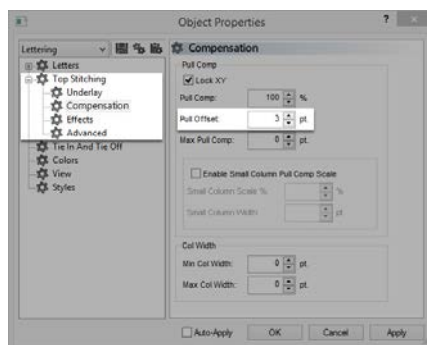 Object Properties ?
Lettering
Compensation
Letters
Top Stitching
Underlay
Compensation
Effects
Advanced
Tie In And Tie Off
Colors
View
Styles
Pull Comp
Lock XY
Pull Comp: 100 %
Pull Offset: 3 pt.
Max Pull Comp: 0 pt.
Enable Small Column Pull Comp Scale
Small Column Scale % %
Small Column Width pt
Col Width
Min Col Width: 0 pt.
Max Col Width: 0 pt.
Auto-Apply OK Cancel Apply